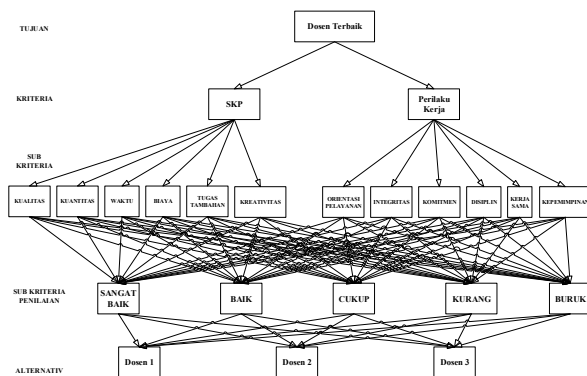 TUJUAN
Dosen Terbaik
KRITERIA
SKP
Perilaku
Kerja
SUB
KRITERIA
KUALITAS
KUANTITAS
WAKTU
BIAYA
TUGAS
TAMBAHAN
KREATIVITAS
ORIENTASI
PELAYANAN
INTEGRITAS
KOMITMEN
DISIPLIN
KERJA
SAMA
KEPEMIMPINAN
SUB KRITERIA
PENILAIAN
SANGAT
BAIK
BAIK
CUKUP
KURANG
BURUK
ALTERNATIV
Dosen 1
Dosen 2
Dosen 3